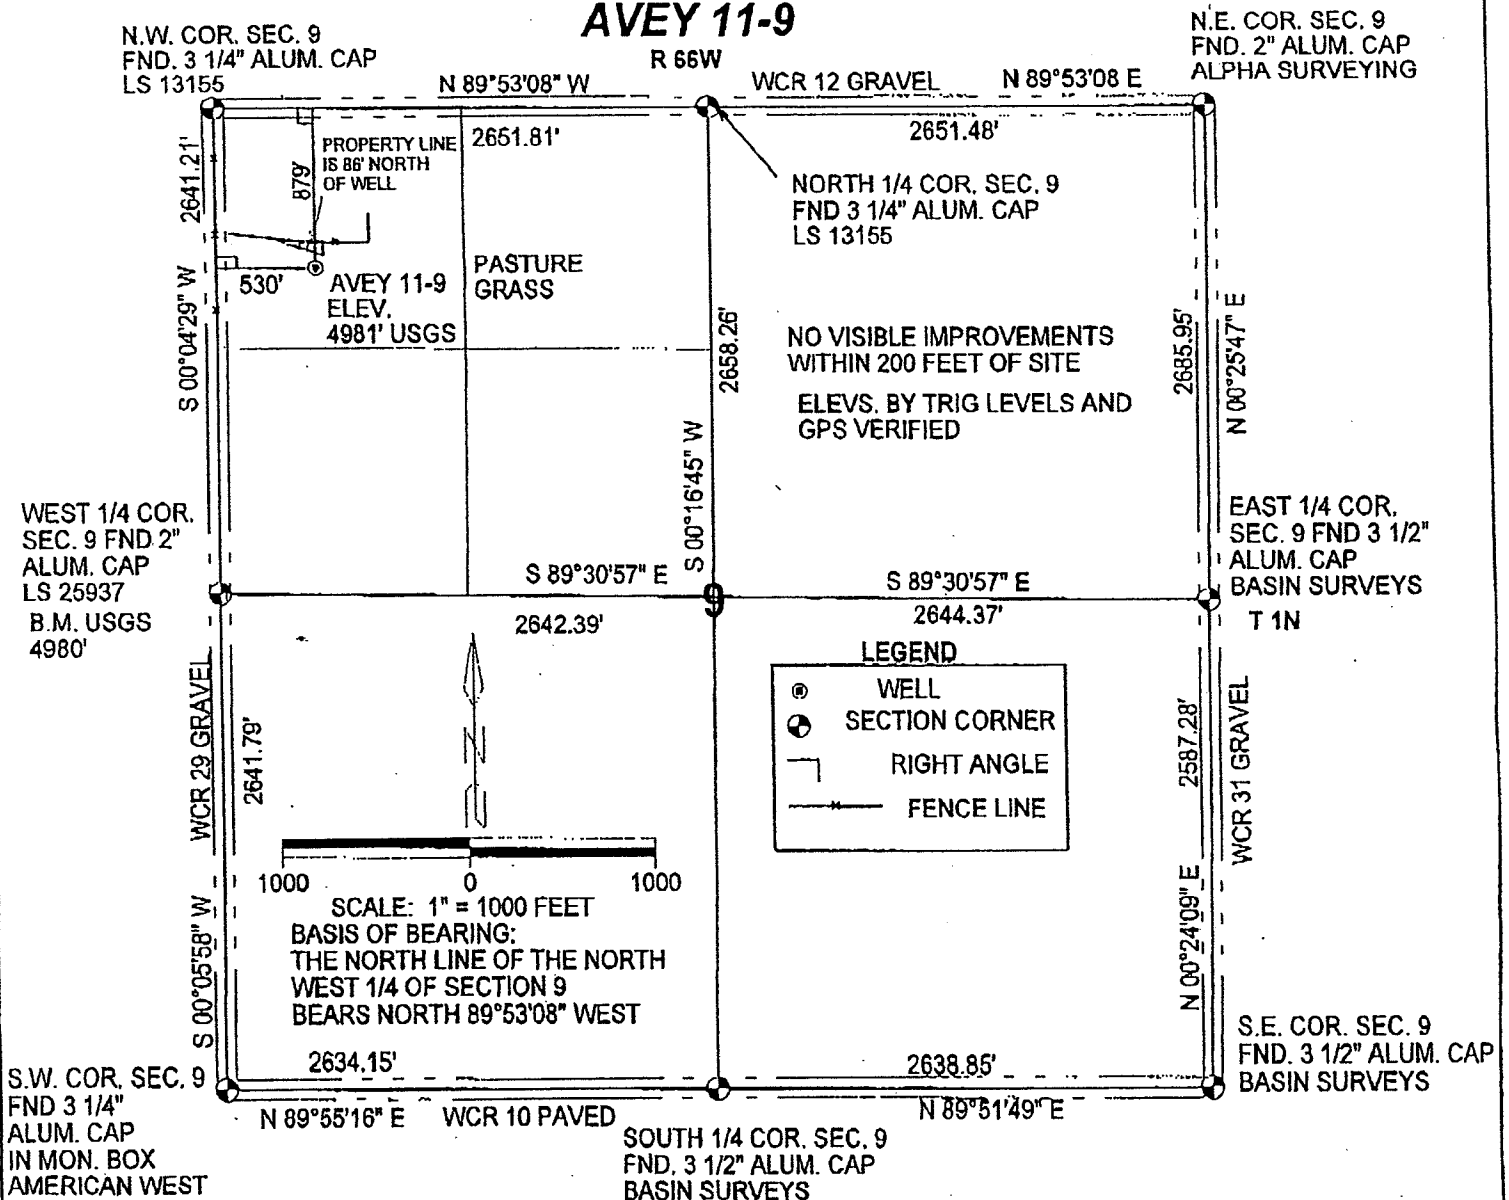 AVEY 11-9
R 66W
N.W. COR. SEC. 9
FND. 3 1/4" ALUM. CAP
LS 13155
N 89°53'08" W
WCR 12 GRAVEL
N 89°53'08 E
N.E. COR. SEC. 9
FND. 2" ALUM. CAP
ALPHA SURVEYING
2651.81'
2651.48'
2641.21'
879'
PROPERTY LINE
IS 86' NORTH
OF WELL
NORTH 1/4 COR. SEC. 9
FND 3 1/4" ALUM. CAP
LS 13155
530'
AVEY 11-9
ELEV.
4981' USGS
PASTURE
GRASS
S 00°04'29" W
2658.26'
S 00°16'45" W
NO VISIBLE IMPROVEMENTS
WITHIN 200 FEET OF SITE
ELEVS. BY TRIG LEVELS AND
GPS VERIFIED
2685.95'
N 00°25'47" E
WEST 1/4 COR.
SEC. 9 FND 2"
ALUM. CAP
LS 25937
B.M. USGS
4980'
S 89°30'57" E
S 89°30'57" E
9
2642.39'
2644.37'
EAST 1/4 COR.
SEC. 9 FND 3 1/2"
ALUM. CAP
BASIN SURVEYS
T 1N
LEGEND
WELL
SECTION CORNER
RIGHT ANGLE
FENCE LINE
WCR 29 GRAVEL
2641.79'
S 00°05'58" W
N
2587.28'
WCR 31 GRAVEL
N 00°24'09" E
1000 0 1000
SCALE: 1" = 1000 FEET
BASIS OF BEARING:
THE NORTH LINE OF THE NORTH
WEST 1/4 OF SECTION 9
BEARS NORTH 89°53'08" WEST
2634.15'
2638.85'
S.W. COR. SEC. 9
FND 3 1/4"
ALUM. CAP
IN MON. BOX
AMERICAN WEST
N 89°55'16" E
WCR 10 PAVED
N 89°51'49" E
SOUTH 1/4 COR. SEC. 9
FND. 3 1/2" ALUM. CAP
BASIN SURVEYS
S.E. COR. SEC. 9
FND. 3 1/2" ALUM. CAP
BASIN SURVEYS